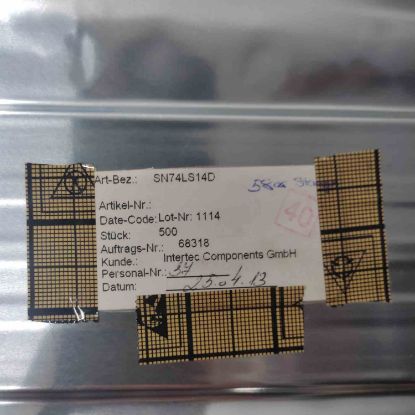 Art-Bez.: SN74LS14D
Artikel-Nr.:
Date-Code: Lot-Nr: 1114
Stück: 500
Auftrags-Nr.: 68318
Kunde.: Intertec Components GmbH
Personal-Nr.: 37
Datum: 25.04.13
40